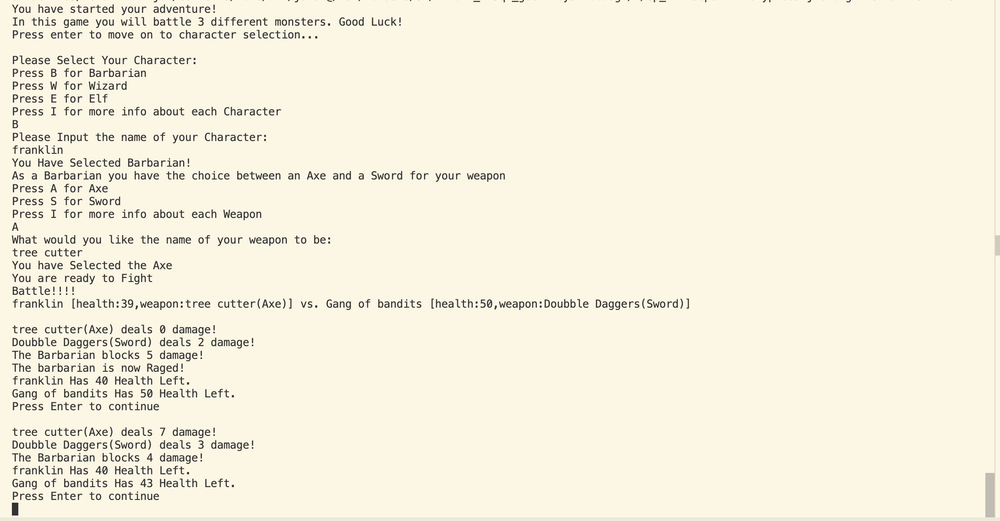 You have started your adventure!
In this game you will battle 3 different monsters. Good Luck!
Press enter to move on to character selection...
Please Select Your Character:
Press B for Barbarian
Press W for Wizard
Press E for Elf
Press I for more info about each Character
B
Please Input the name of your Character:
franklin
You Have Selected Barbarian!
As a Barbarian you have the choice between an Axe and a Sword for your weapon
Press A for Axe
Press S for Sword
Press I for more info about each Weapon
A
What would you like the name of your weapon to be:
tree cutter
You have Selected the Axe
You are ready to Fight
Battle!!!!
franklin [health:39,weapon:tree cutter(Axe)] vs. Gang of bandits [health:50,weapon:Doubble Daggers(Sword)]
tree cutter(Axe) deals 0 damage!
Doubble Daggers(Sword) deals 2 damage!
The Barbarian blocks 5 damage!
The barbarian is now Raged!
franklin Has 40 Health Left.
Gang of bandits Has 50 Health Left.
Press Enter to continue
tree cutter(Axe) deals 7 damage!
Doubble Daggers(Sword) deals 3 damage!
The Barbarian blocks 4 damage!
franklin Has 40 Health Left.
Gang of bandits Has 43 Health Left.
Press Enter to continue